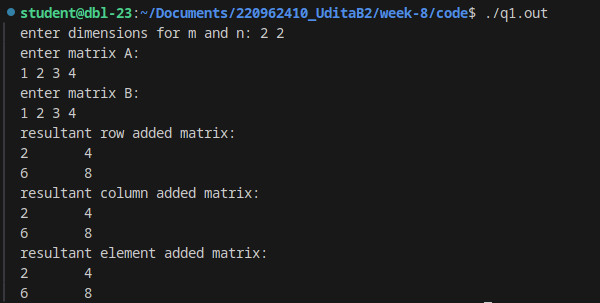 student@dbl-23:~/Documents/220962410_UditaB2/week-8/code$ ./q1.out
enter dimensions for m and n: 2 2
enter matrix A:
1 2 3 4
enter matrix B:
1 2 3 4
resultant row added matrix:
2 4
6 8
resultant column added matrix:
2 4
6 8
resultant element added matrix:
2 4
6 8